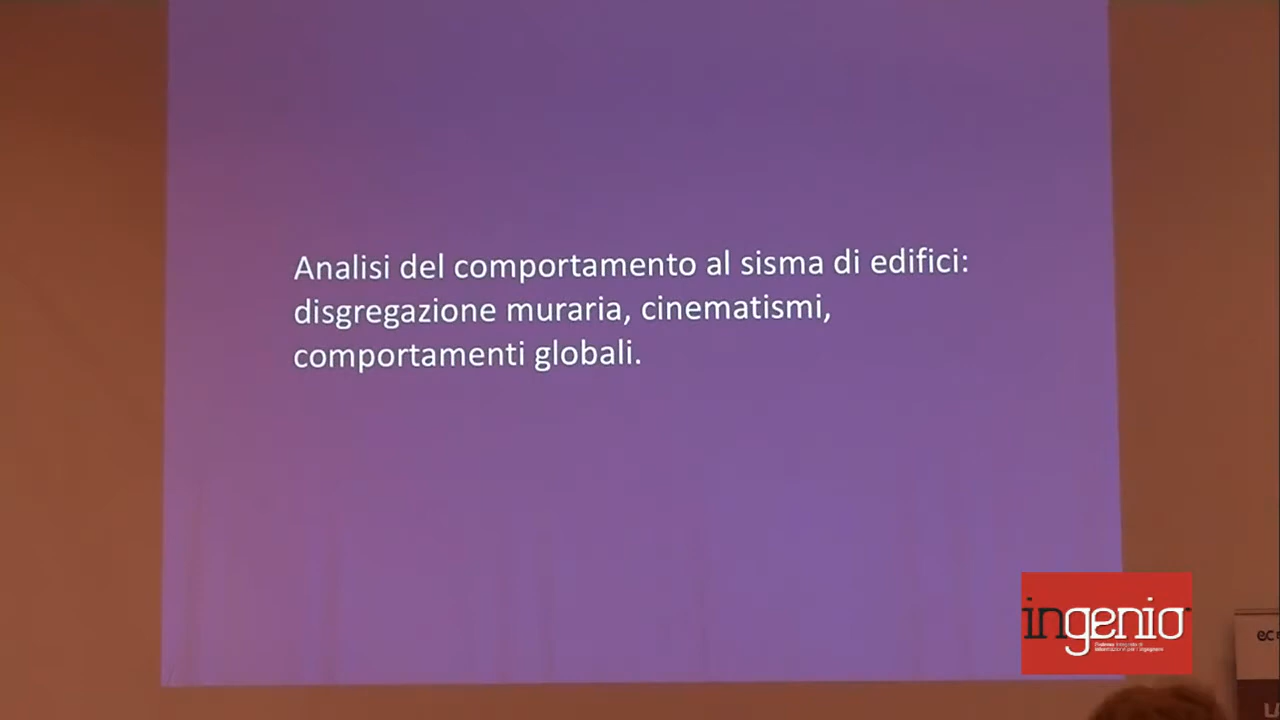 Analisi del comportamento al sisma di edifici:
disgregazione muraria, cinematismi,
comportamenti globali.
ingenio